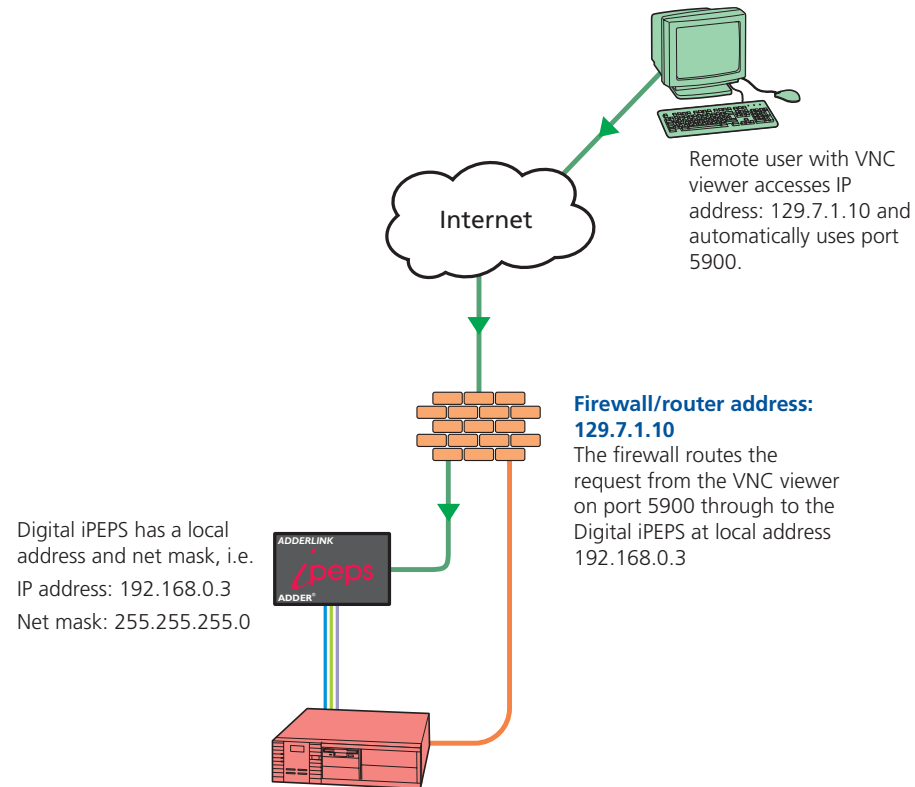 Remote user with VNC
viewer accesses IP
address: 129.7.1.10 and
automatically uses port
5900.
Internet
Firewall/router address:
129.7.1.10
The firewall routes the
request from the VNC viewer
on port 5900 through to the
Digital iPEPS at local address
192.168.0.3
Digital iPEPS has a local
address and net mask, i.e.
IP address: 192.168.0.3
Net mask: 255.255.255.0
ADDERLINK
ipeps
ADDER®